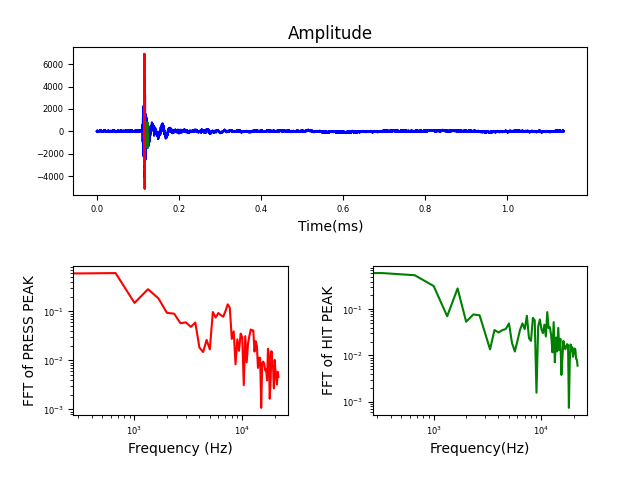 Amplitude
6000
4000
2000
0
−2000
−4000
0.0 0.2 0.4 0.6 0.8 1.0
Time(ms)
FFT of PRESS PEAK
10⁻¹
10⁻²
10⁻³
10³ 10⁴
Frequency (Hz)
FFT of HIT PEAK
10⁻¹
10⁻²
10⁻³
10³ 10⁴
Frequency(Hz)